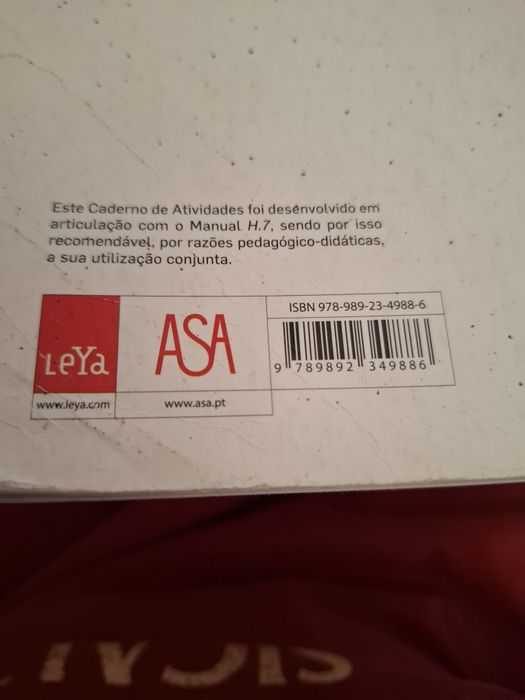 Este Caderno de Atividades foi desenvolvido em
articulação com o Manual H.7, sendo por isso
recomendável, por razões pedagógico-didáticas,
a sua utilização conjunta.
LeYa
www.leya.com
ASA
www.asa.pt
ISBN 978-989-23-4988-6
9 789892 349886